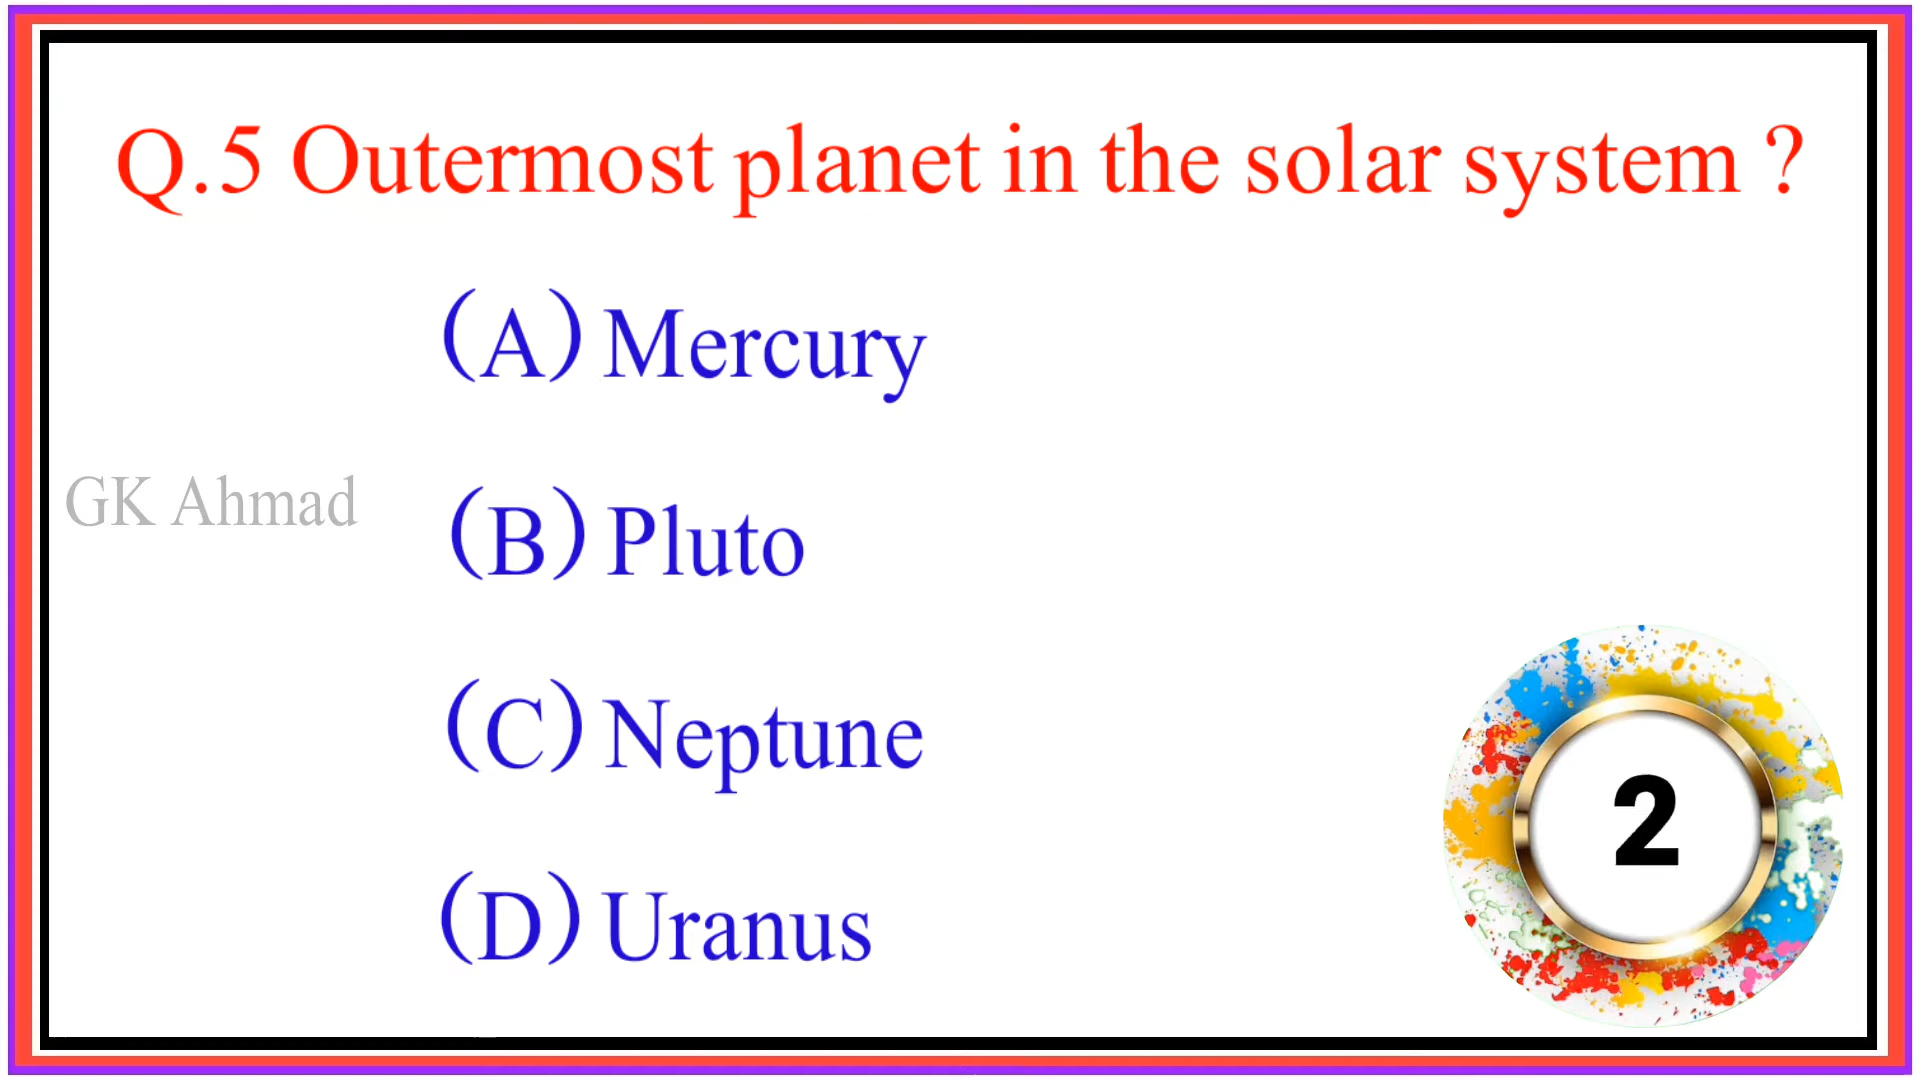 Q.5 Outermost planet in the solar system ?
(A) Mercury
GK Ahmad
(B) Pluto
(C) Neptune
2
(D) Uranus